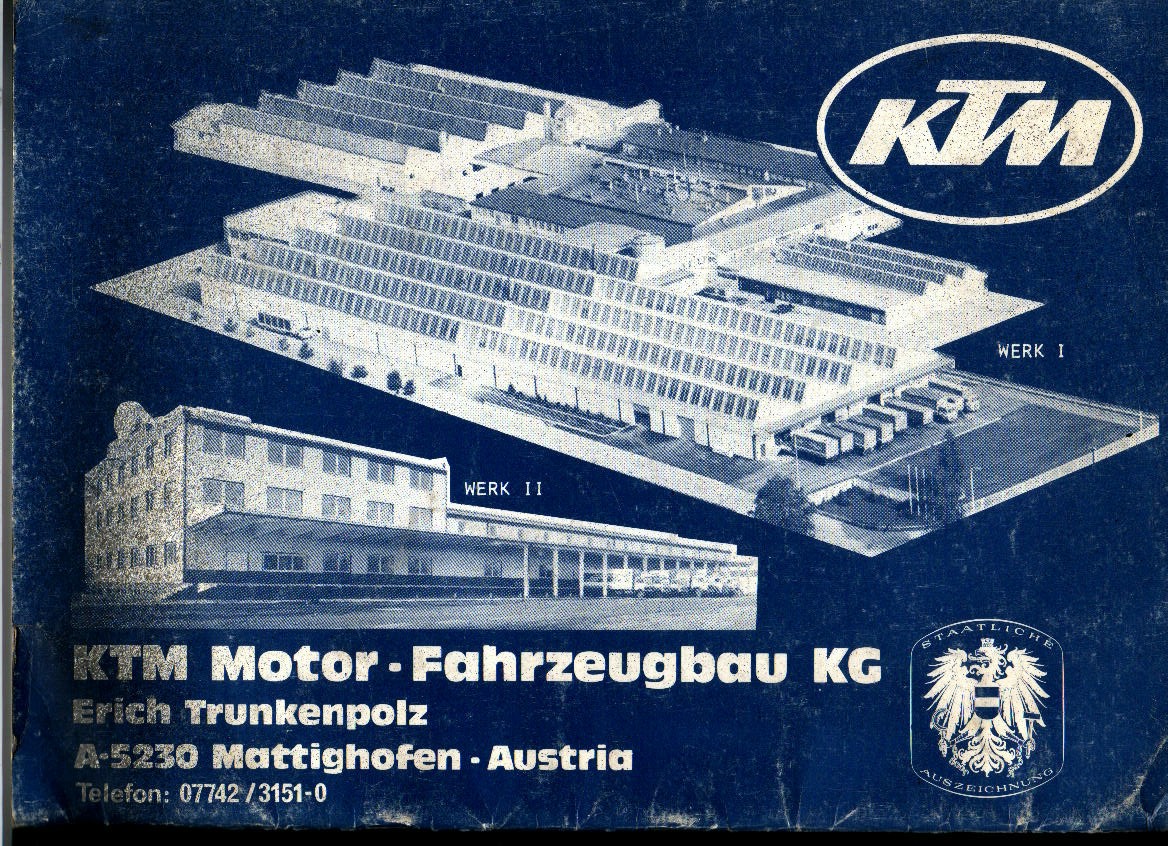 KTM
WERK I
WERK II
KTM Motor-Fahrzeugbau KG
Erich Trunkenpolz
A-5230 Mattighofen-Austria
Telefon: 07742/3151-0
STAATLICHE
AUSZEICHNUNG